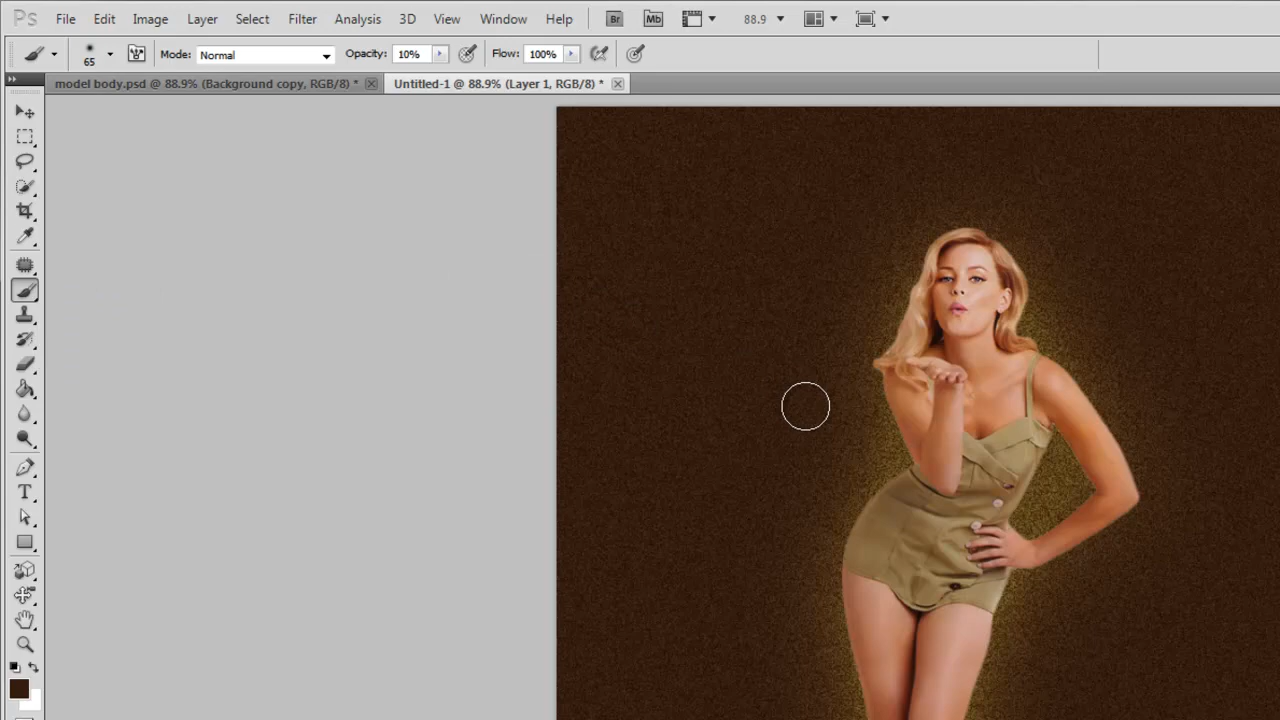 Ps File Edit Image Layer Select Filter Analysis 3D View Window Help Br Mb 88.9
65 Mode: Normal Opacity: 10% Flow: 100%
model body.psd @ 88.9% (Background copy, RGB/8) * Untitled-1 @ 88.9% (Layer 1, RGB/8) *
T